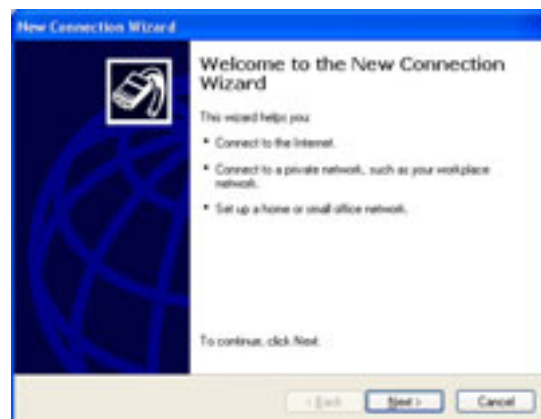 New Connection Wizard
Welcome to the New Connection
Wizard
This wizard helps you:
• Connect to the Internet.
• Connect to a private network, such as your workplace
network.
• Set up a home or small office network.
To continue, click Next.
< Back
Next >
Cancel